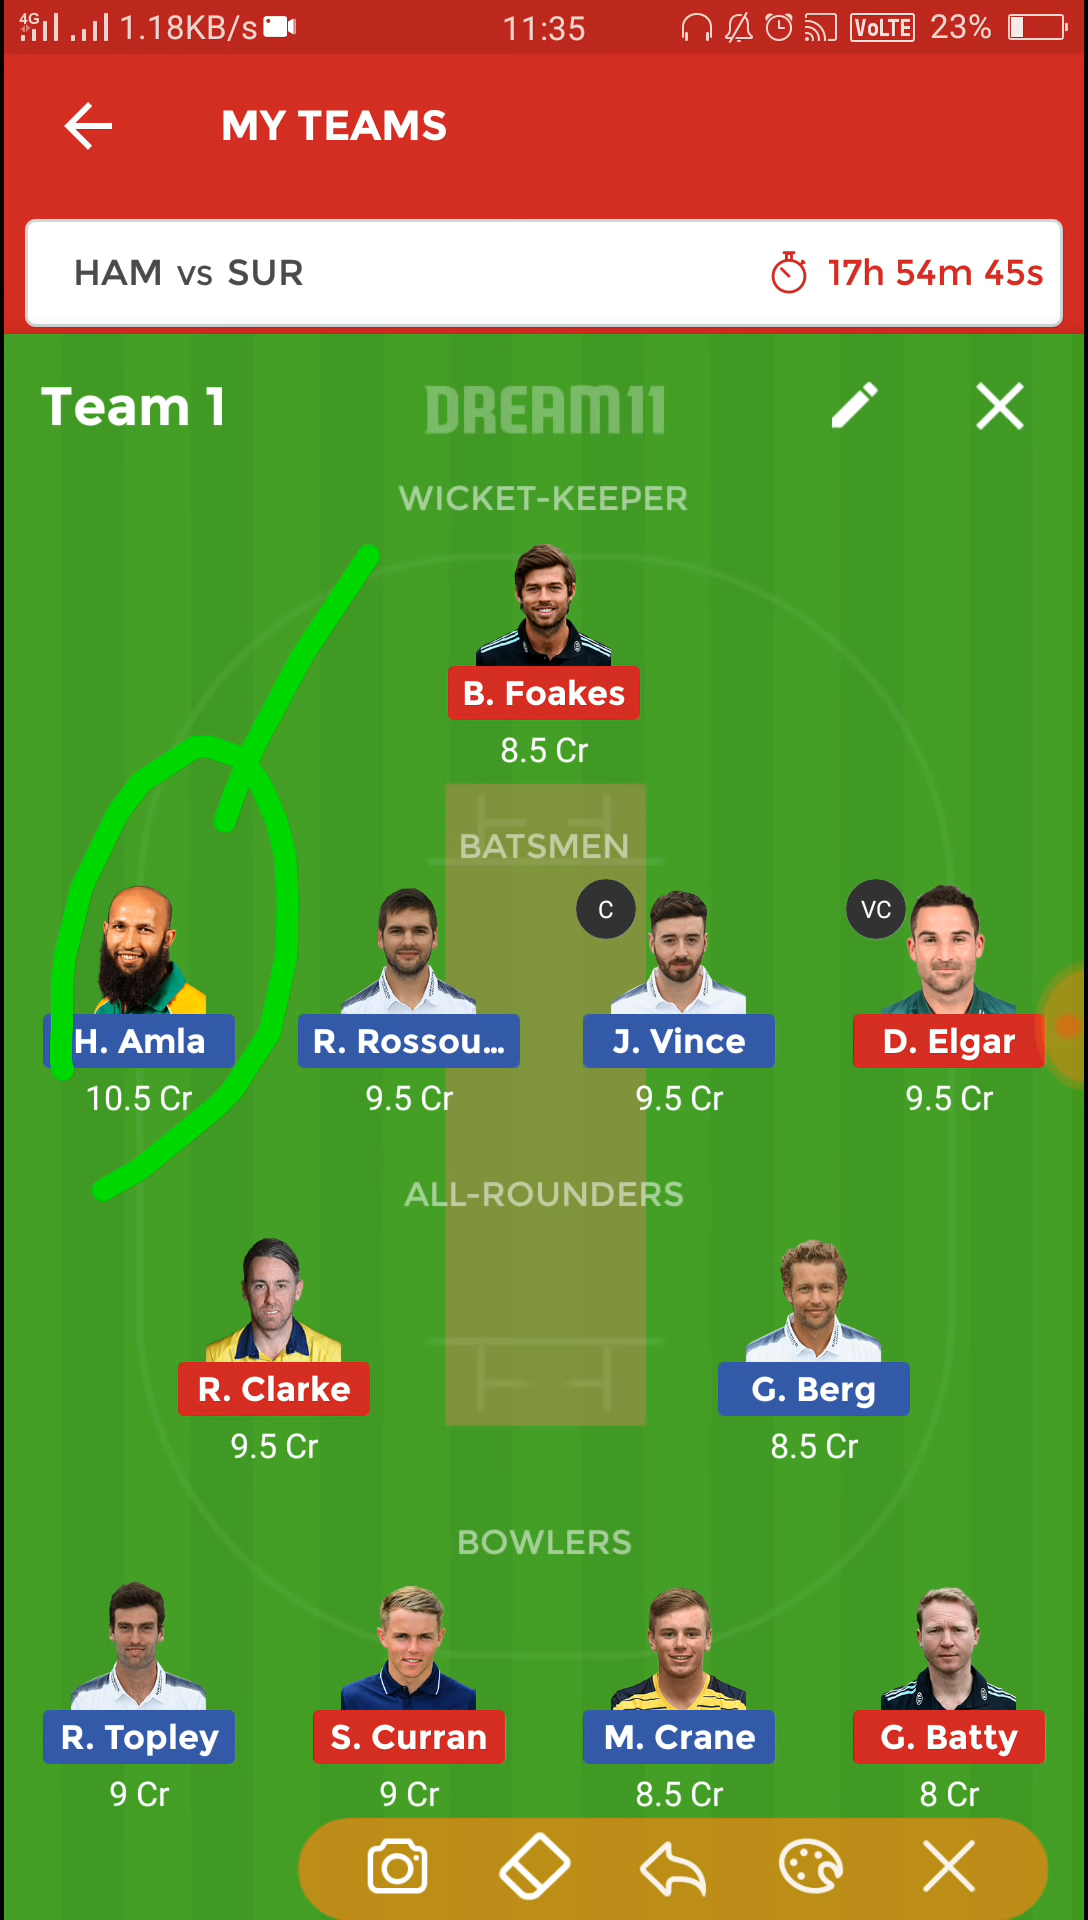 4G 1.18KB/s 11:35 VoLTE 23%
MY TEAMS
HAM vs SUR 17h 54m 45s
Team 1 DREAM11
WICKET-KEEPER
B. Foakes
8.5 Cr
BATSMEN
C VC
H. Amla R. Rossou... J. Vince D. Elgar
10.5 Cr 9.5 Cr 9.5 Cr 9.5 Cr
ALL-ROUNDERS
R. Clarke G. Berg
9.5 Cr 8.5 Cr
BOWLERS
R. Topley S. Curran M. Crane G. Batty
9 Cr 9 Cr 8.5 Cr 8 Cr